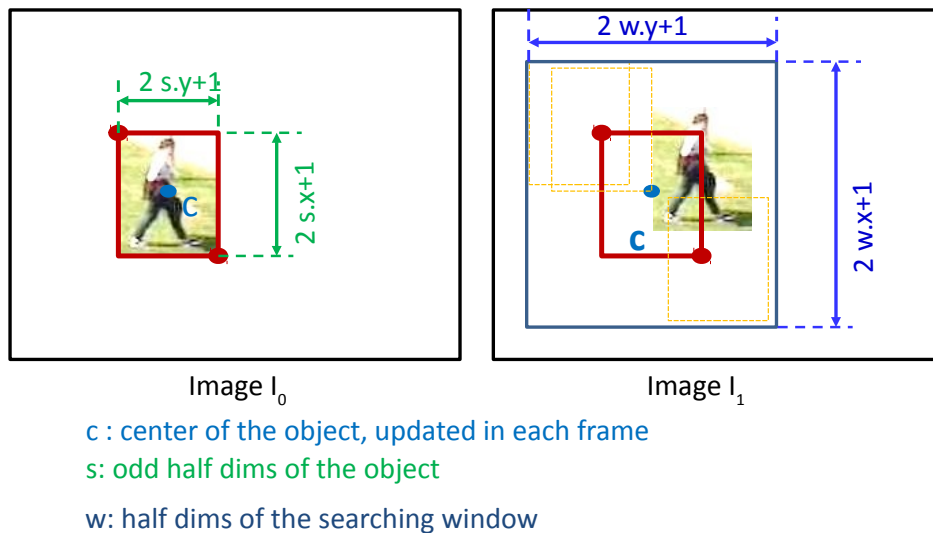 2 s.y+1
C
2 s.x+1
Image I₀
2 w.y+1
c
2 w.x+1
Image I₁
c : center of the object, updated in each frame
s: odd half dims of the object
w: half dims of the searching window